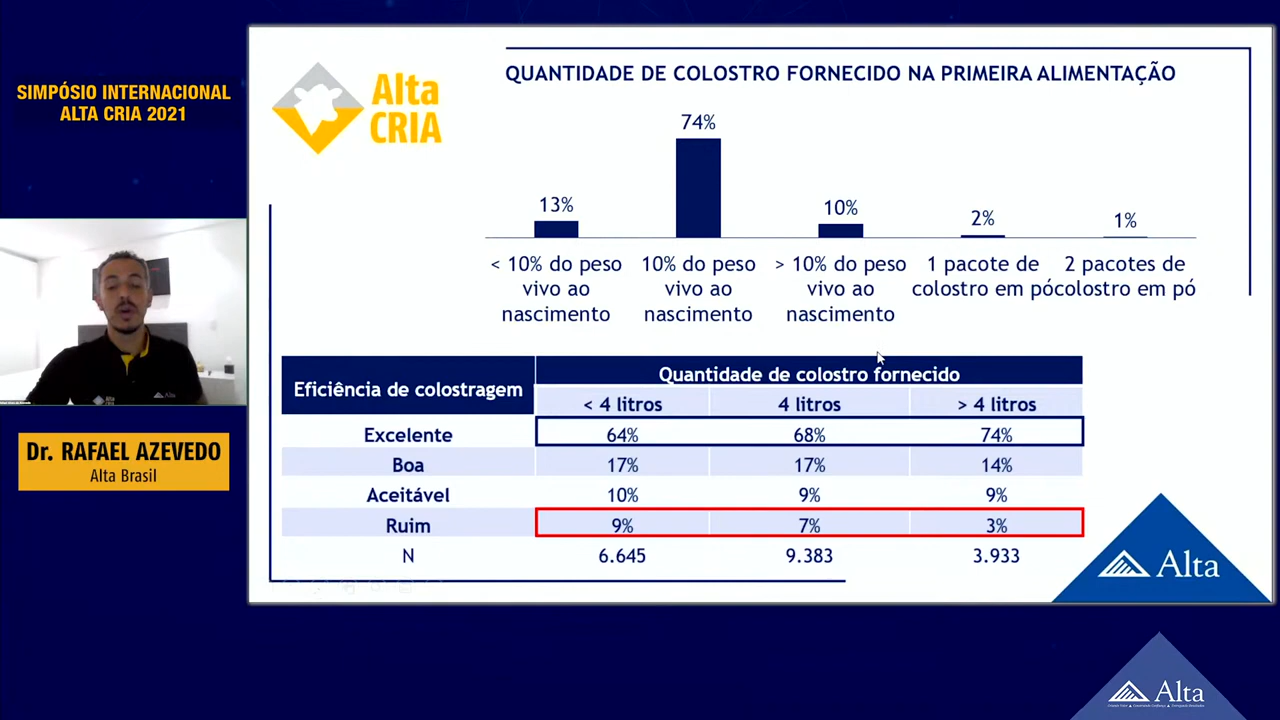 SIMPÓSIO INTERNACIONAL
ALTA CRIA 2021
Dr. RAFAEL AZEVEDO
Alta Brasil
Alta
CRIA
QUANTIDADE DE COLOSTRO FORNECIDO NA PRIMEIRA ALIMENTAÇÃO
13%
74%
10%
2%
1%
< 10% do peso
vivo ao
nascimento
10% do peso
vivo ao
nascimento
> 10% do peso
vivo ao
nascimento
1 pacote de
colostro em pó
2 pacotes de
colostro em pó
Eficiência de colostragem
Quantidade de colostro fornecido
< 4 litros 4 litros > 4 litros
Excelente 64% 68% 74%
Boa 17% 17% 14%
Aceitável 10% 9% 9%
Ruim 9% 7% 3%
N 6.645 9.383 3.933
Alta
Alta
Alta